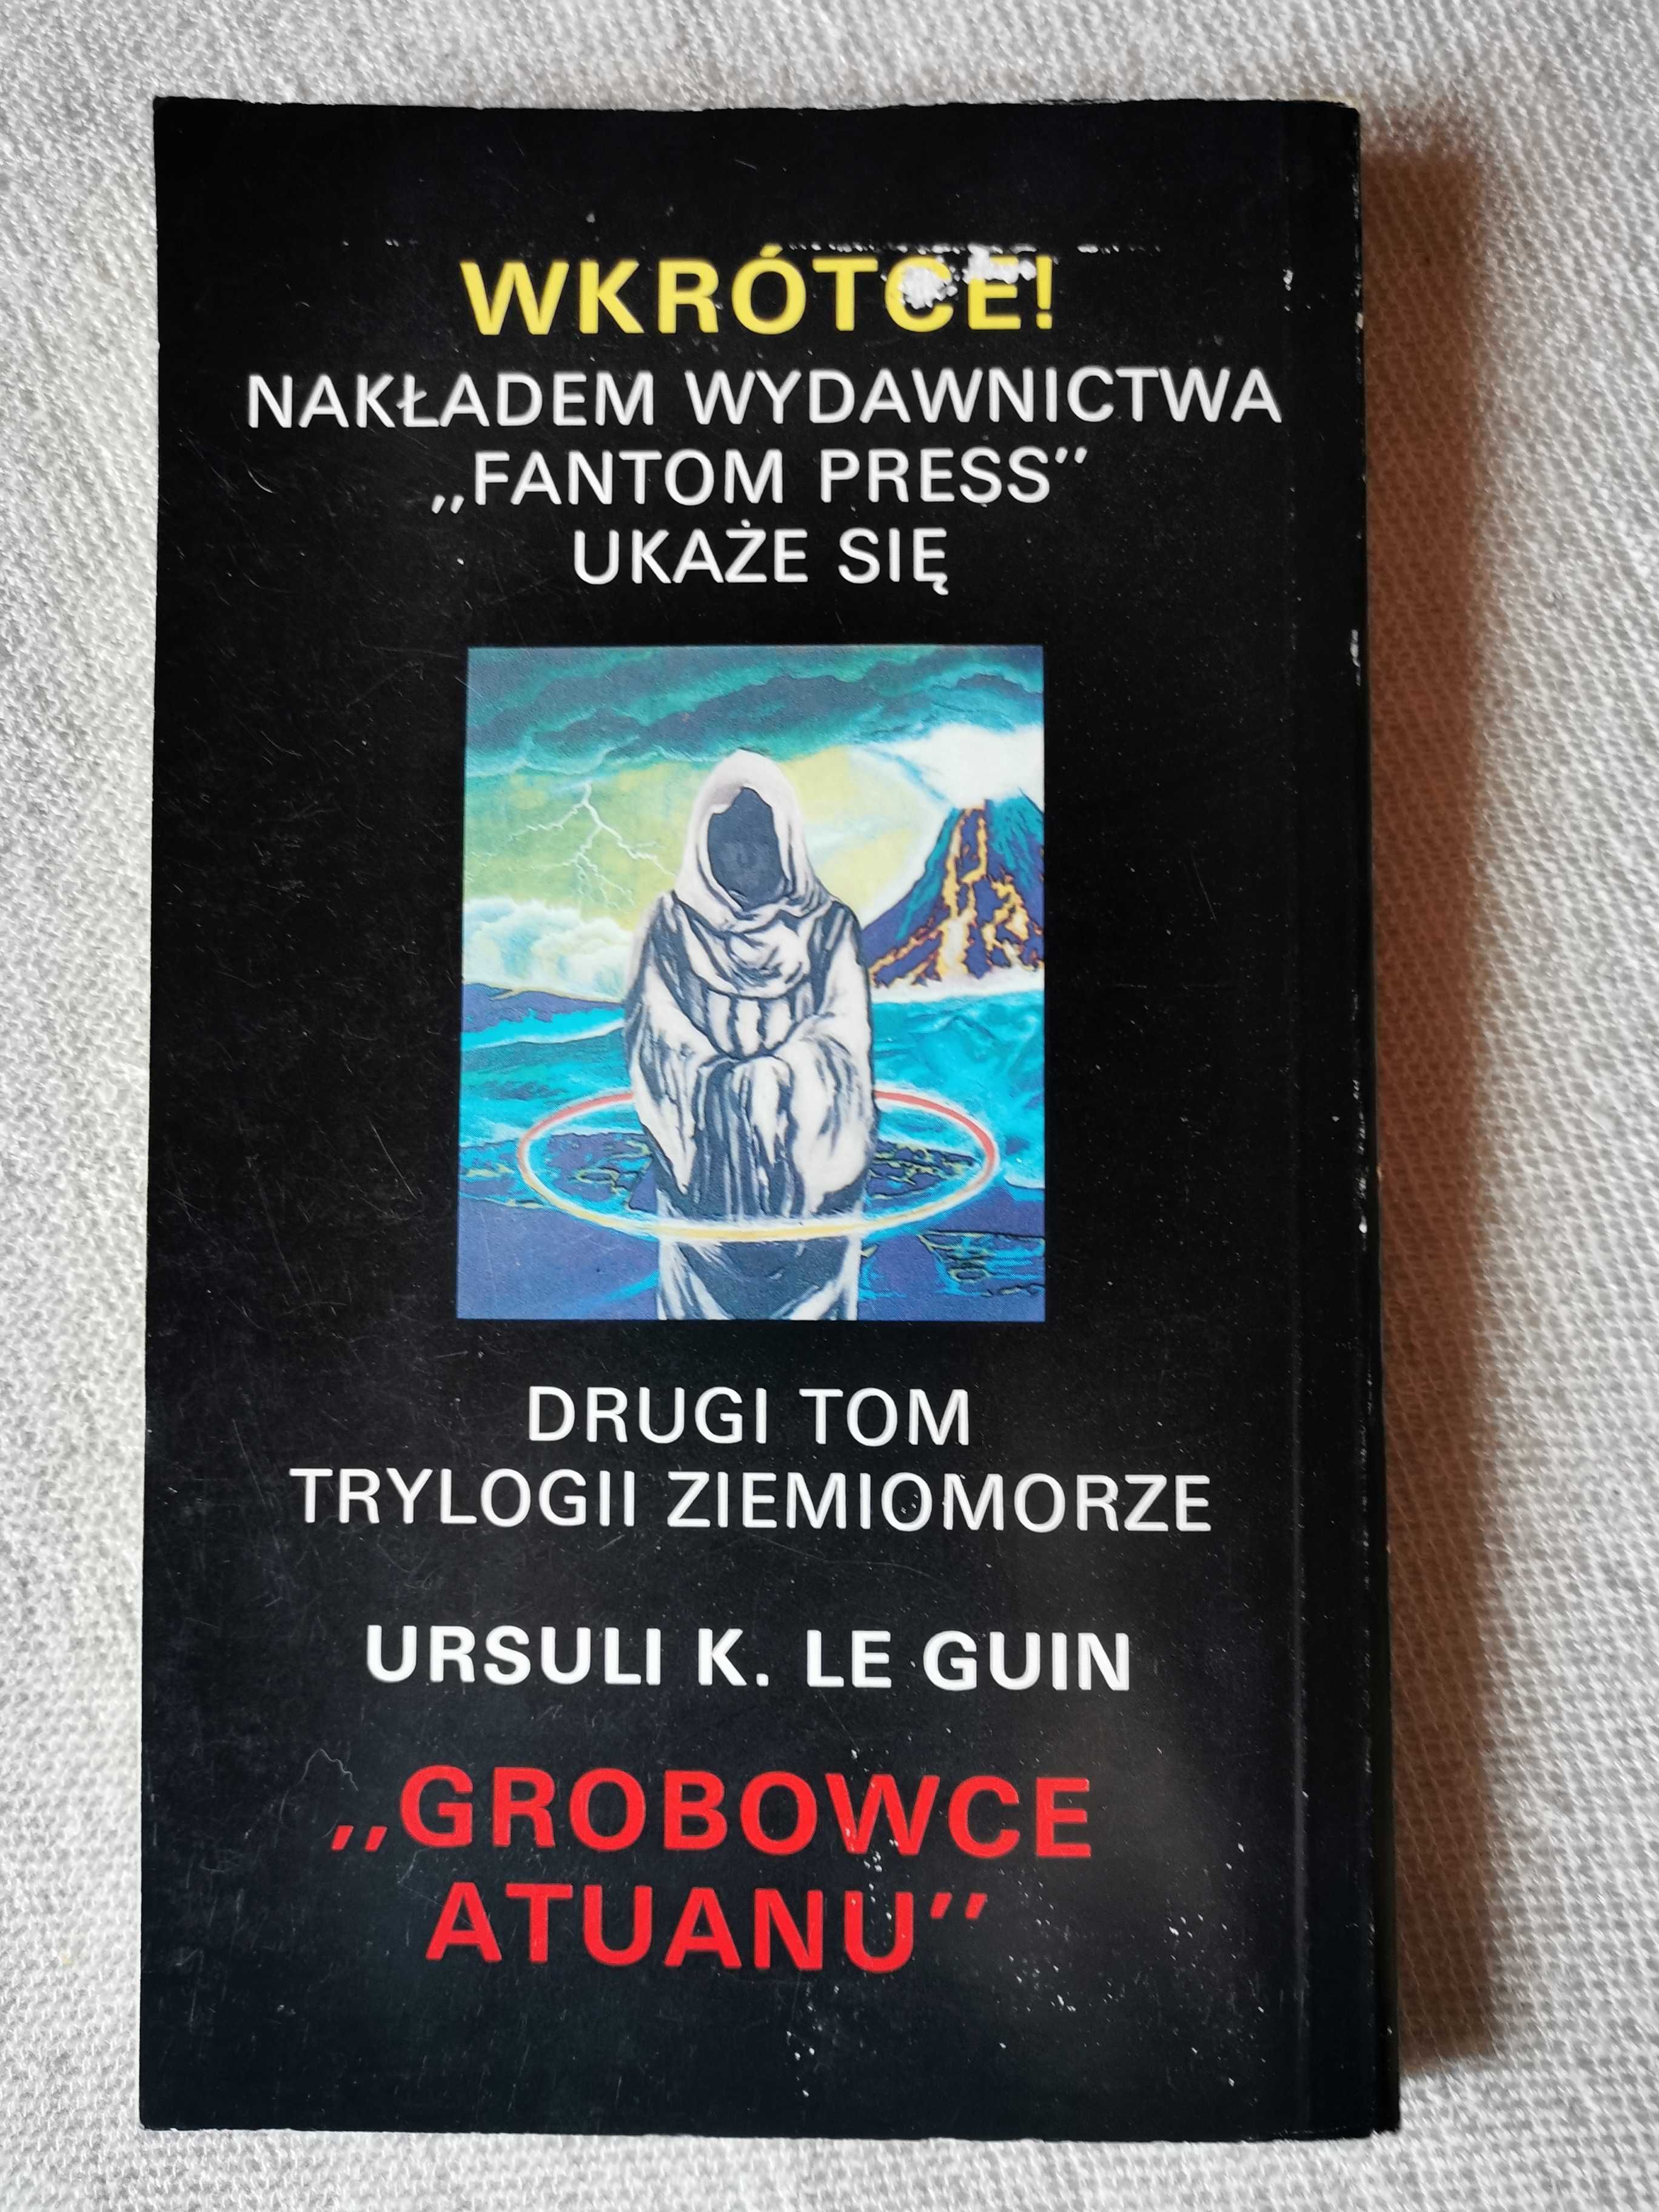 WKRÓTCE!
NAKŁADEM WYDAWNICTWA
„FANTOM PRESS”
UKAŻE SIĘ
DRUGI TOM
TRYLOGII ZIEMIOMORZE
URSULI K. LE GUIN
„GROBOWCE
ATUANU”